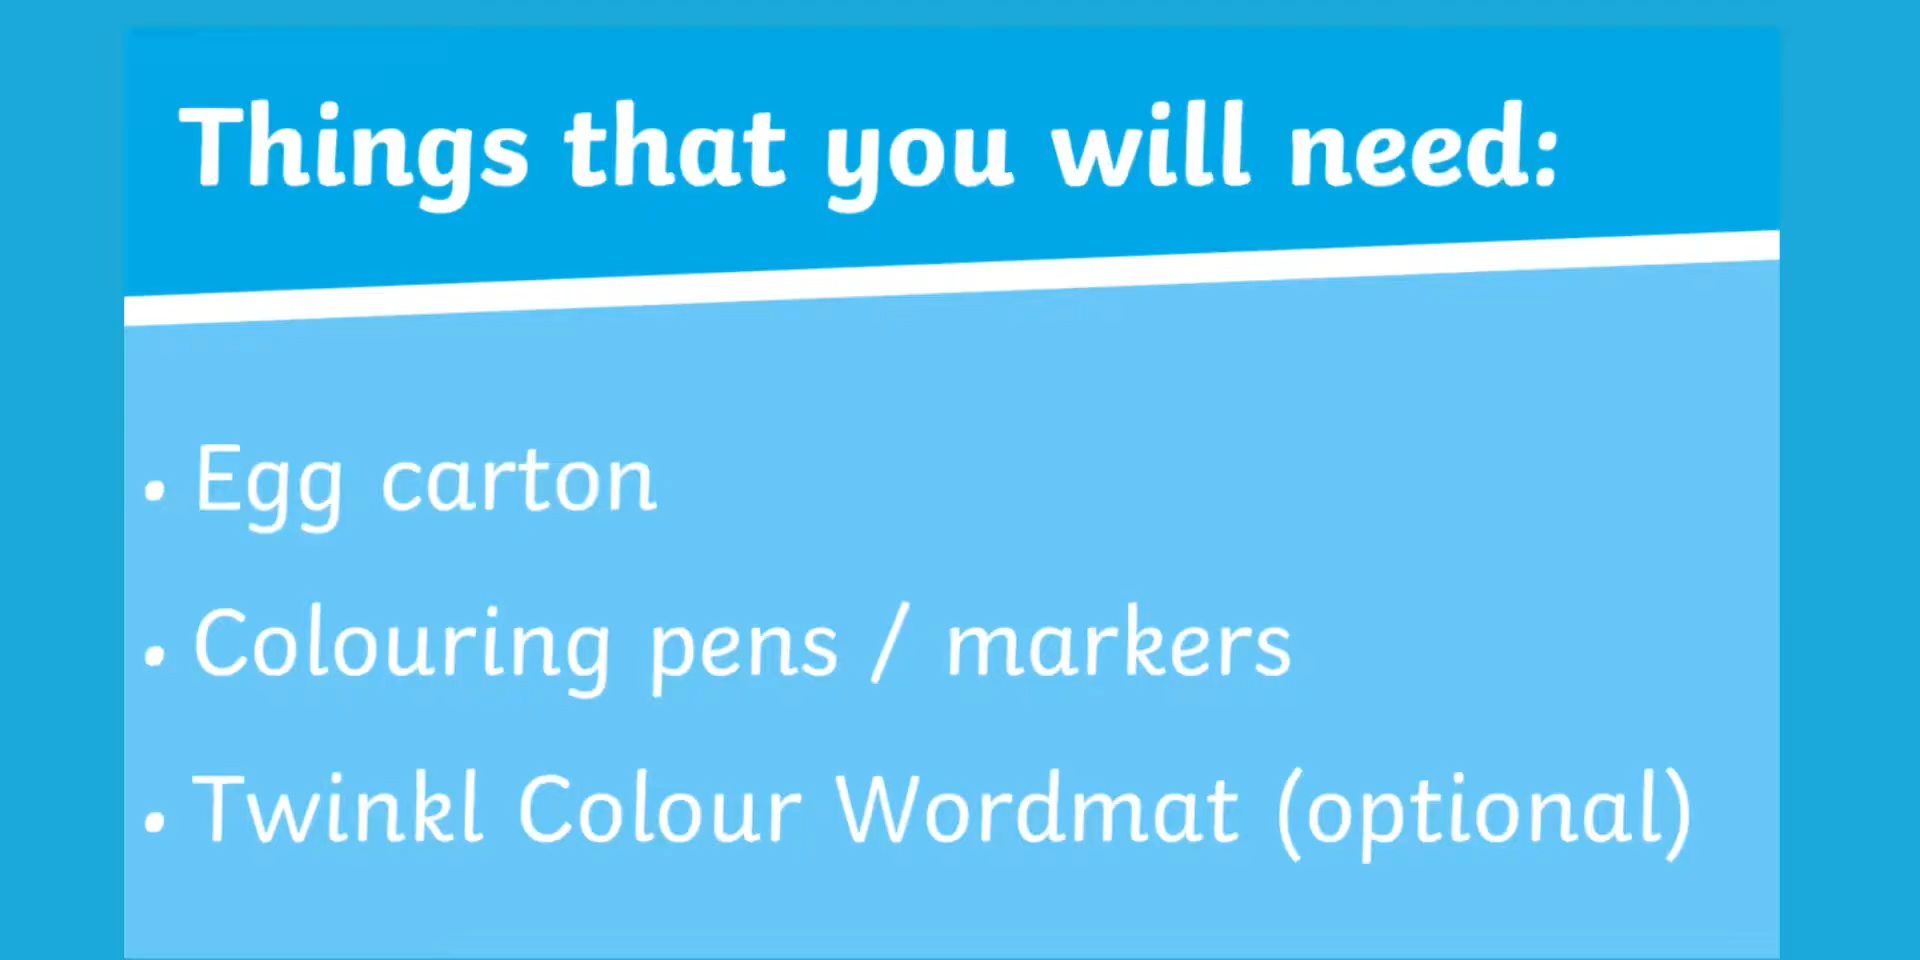 Things that you will need:
• Egg carton
• Colouring pens / markers
• Twinkl Colour Wordmat (optional)